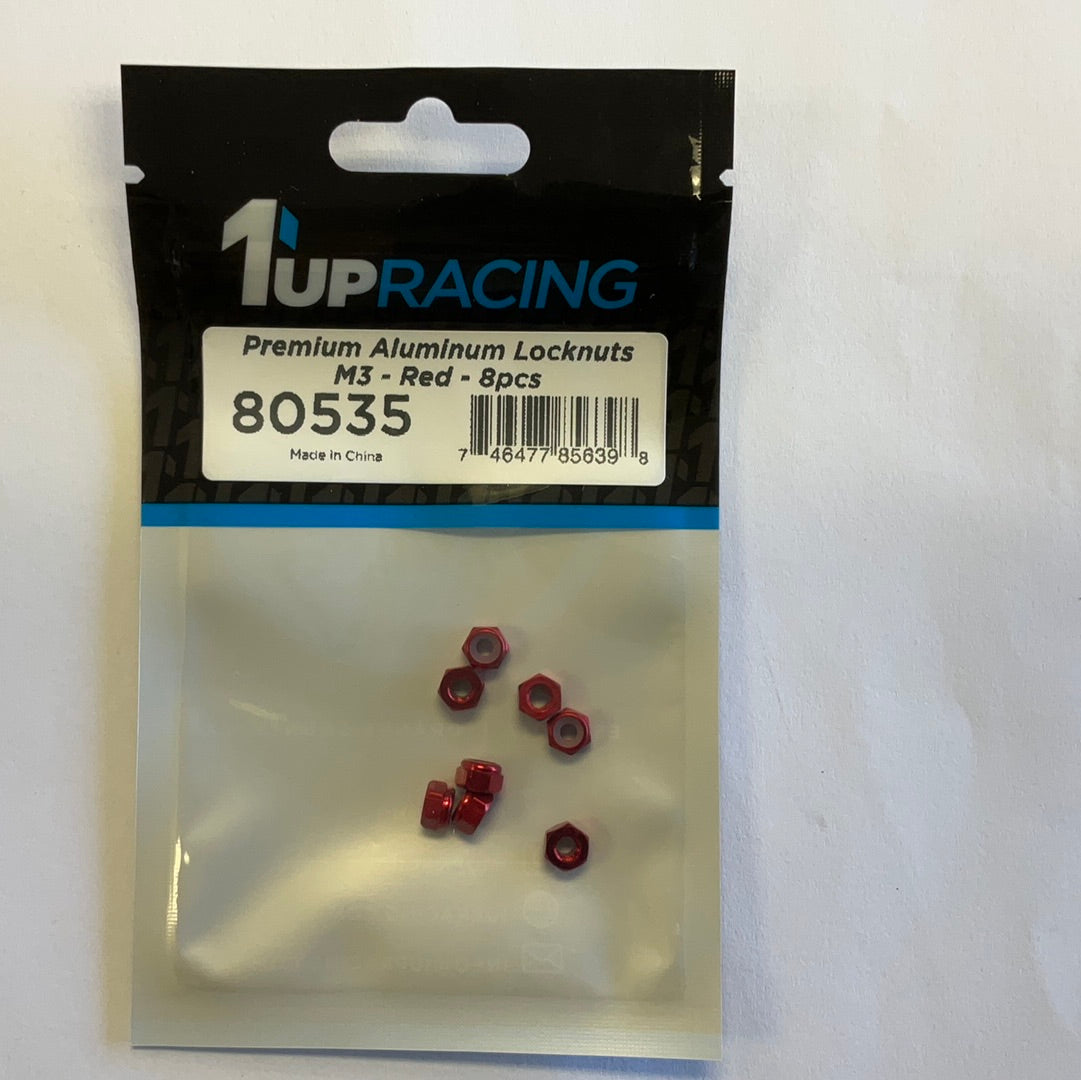 1UPRACING
Premium Aluminum Locknuts
M3 - Red - 8pcs
80535
Made in China
7 46477 85639 8